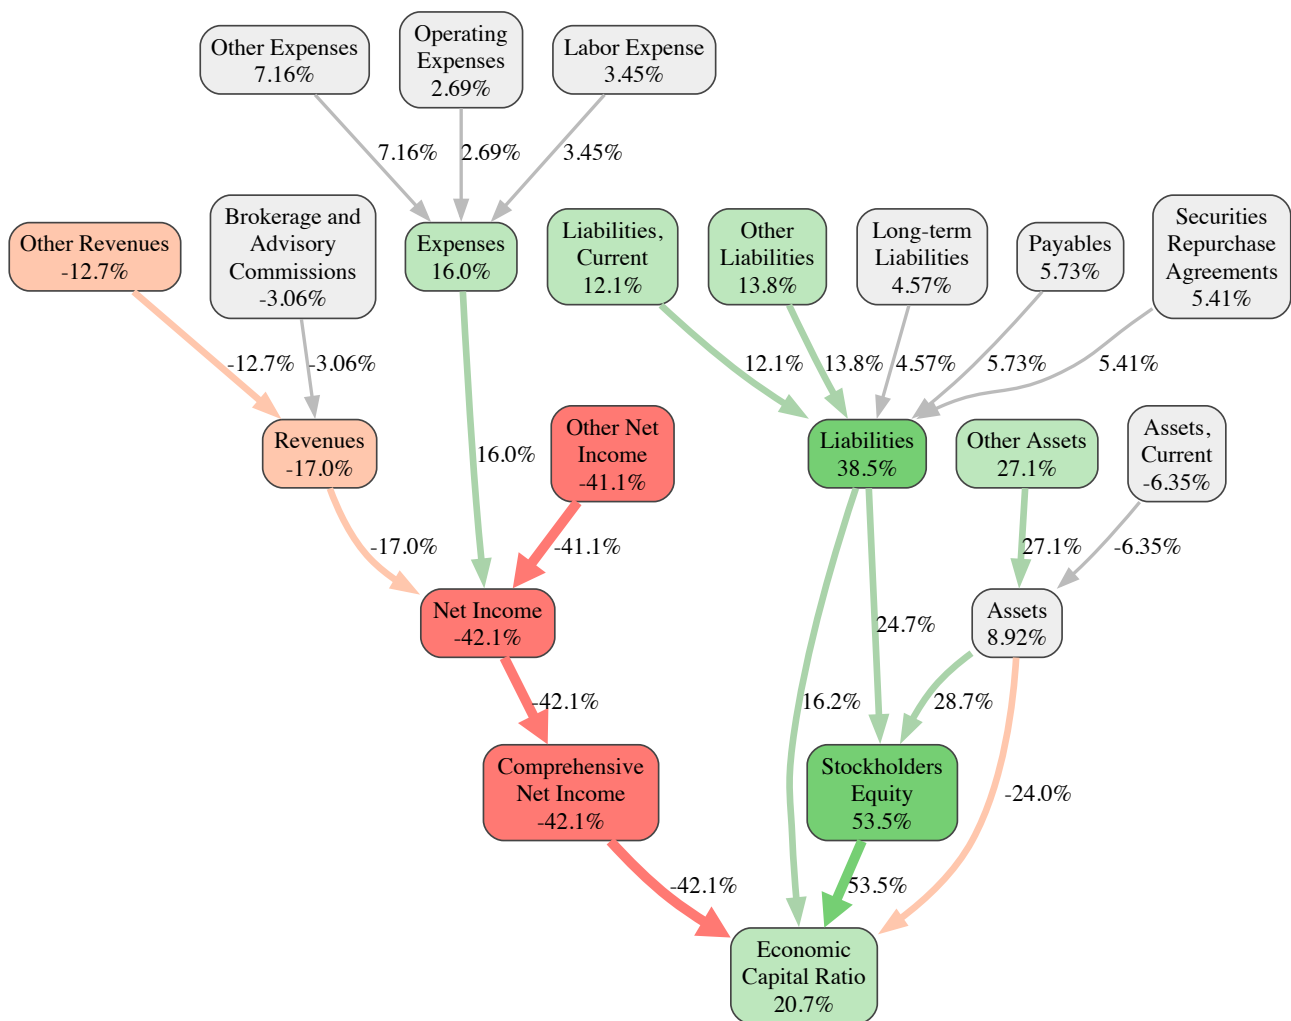 Other Expenses
7.16%
Operating
Expenses
2.69%
Labor Expense
3.45%
7.16%
2.69%
3.45%
Other Revenues
-12.7%
Brokerage and
Advisory
Commissions
-3.06%
Expenses
16.0%
Liabilities,
Current
12.1%
Other
Liabilities
13.8%
Long-term
Liabilities
4.57%
Payables
5.73%
Securities
Repurchase
Agreements
5.41%
-12.7%
-3.06%
12.1%
13.8%
4.57%
5.73%
5.41%
Revenues
-17.0%
16.0%
Other Net
Income
-41.1%
Liabilities
38.5%
Other Assets
27.1%
Assets,
Current
-6.35%
-17.0%
-41.1%
27.1%
-6.35%
Net Income
-42.1%
24.7%
Assets
8.92%
-42.1%
16.2%
28.7%
Comprehensive
Net Income
-42.1%
Stockholders
Equity
53.5%
-24.0%
-42.1%
53.5%
Economic
Capital Ratio
20.7%